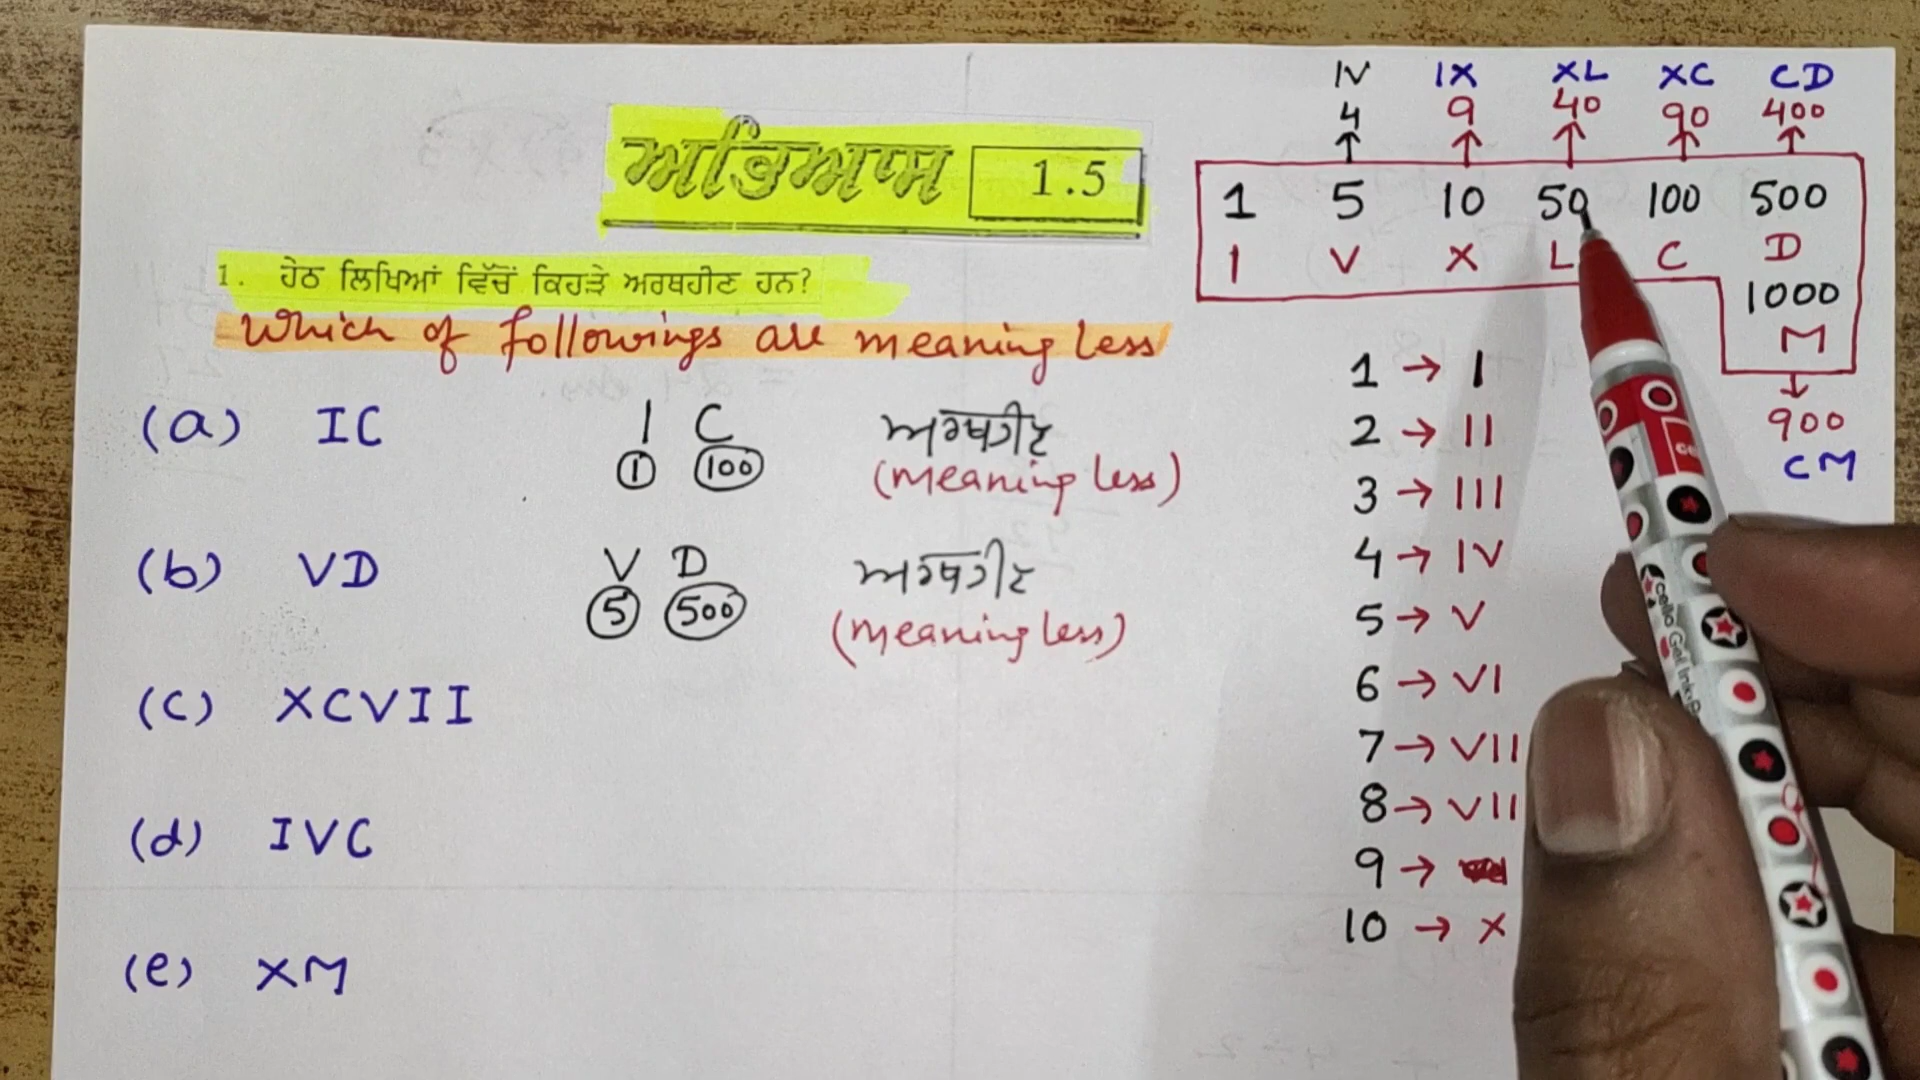 ਅਭਿਆਸ 1.5
1. ਹੇਠ ਲਿਖਿਆਂ ਵਿੱਚੋਂ ਕਿਹੜੇ ਅਰਥਹੀਣ ਹਨ?
Which of followings are meaning less
(a) IC I C ਅਰਥਹੀਣ
1 100 (meaning less)
(b) VD V D ਅਰਥਹੀਣ
5 500 (meaning less)
(c) XCVII
(d) IVC
(e) XM
IV IX XL XC CD
4 9 40 90 400
1 5 10 50 100 500
I V X L C D
1000
M
900
CM
1 → I
2 → II
3 → III
4 → IV
5 → V
6 → VI
7 → VII
8 → VII
9 →
10 → X
cello Gel